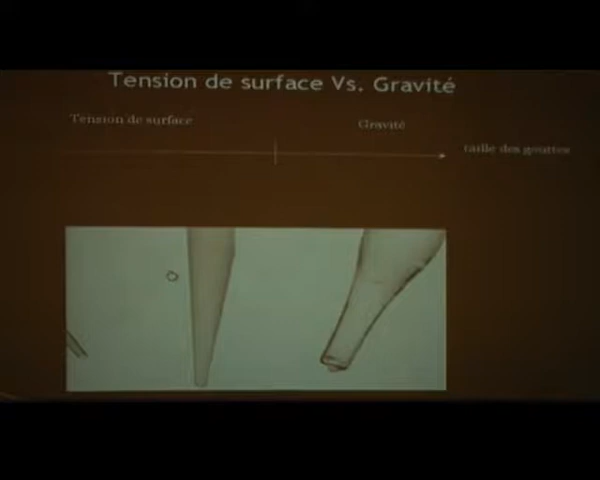 Tension de surface Vs. Gravité
Tension de surface
Gravité
taille des gouttes